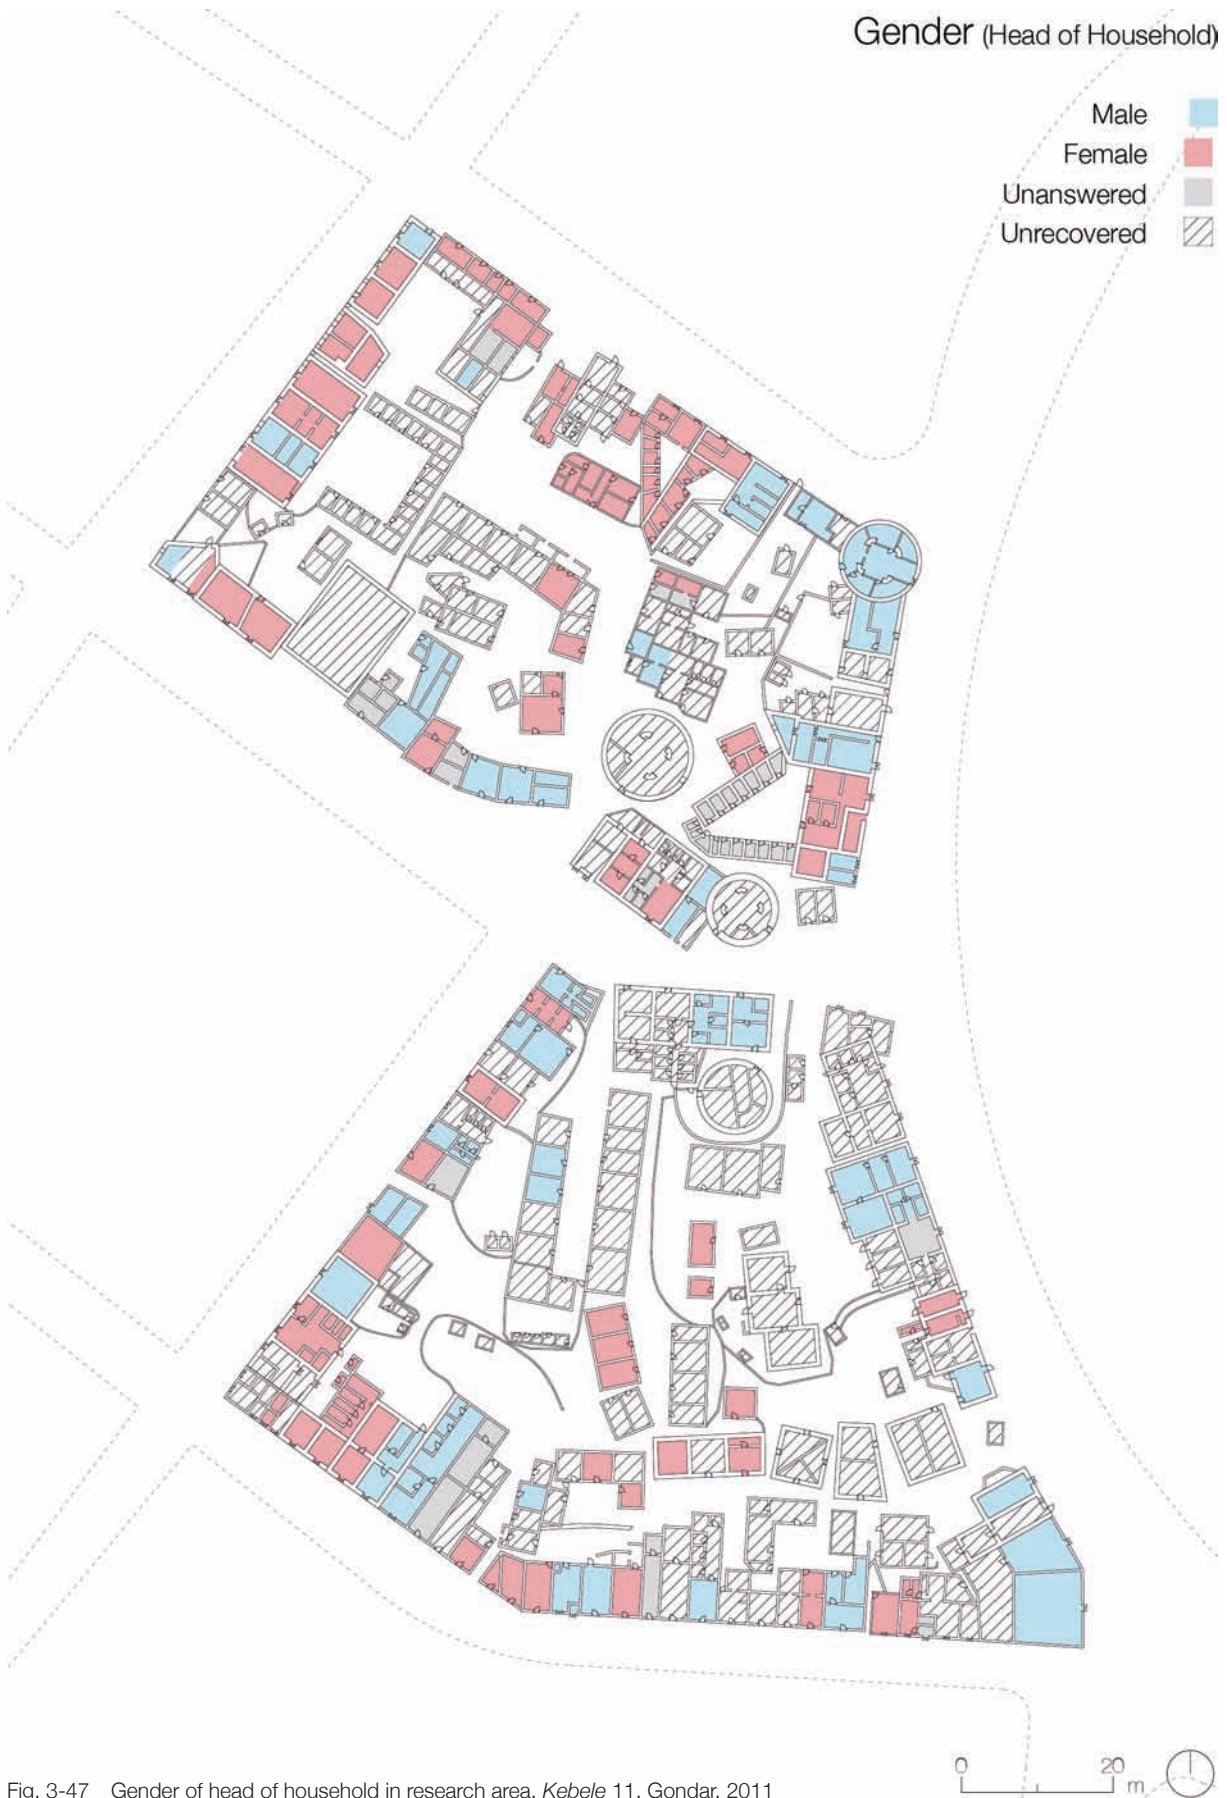 Gender (Head of Household)
Male
Female
Unanswered
Unrecovered
0 20 m
Fig. 3-47 Gender of head of household in research area, Kebele 11, Gondar, 2011